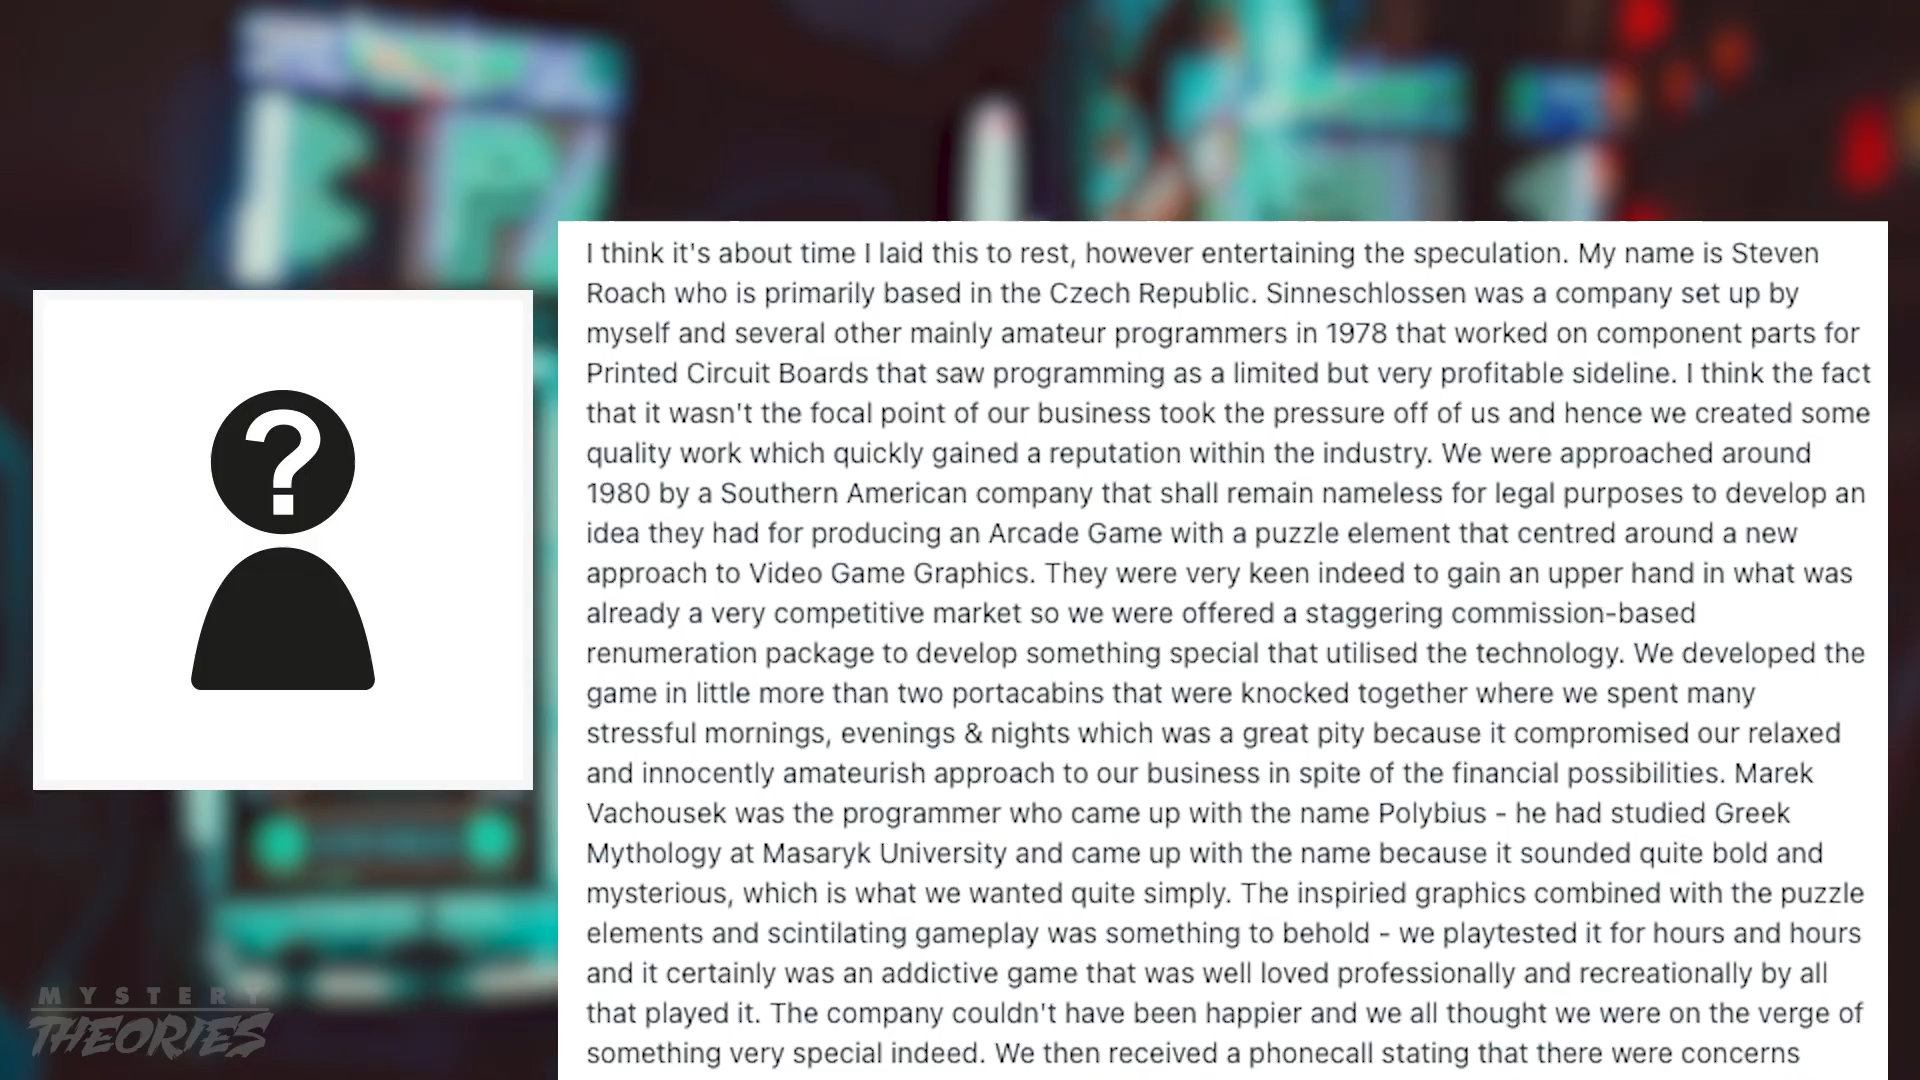 I think it's about time I laid this to rest, however entertaining the speculation. My name is Steven
Roach who is primarily based in the Czech Republic. Sinneschlossen was a company set up by
myself and several other mainly amateur programmers in 1978 that worked on component parts for
Printed Circuit Boards that saw programming as a limited but very profitable sideline. I think the fact
that it wasn't the focal point of our business took the pressure off of us and hence we created some
quality work which quickly gained a reputation within the industry. We were approached around
1980 by a Southern American company that shall remain nameless for legal purposes to develop an
idea they had for producing an Arcade Game with a puzzle element that centred around a new
approach to Video Game Graphics. They were very keen indeed to gain an upper hand in what was
already a very competitive market so we were offered a staggering commission-based
renumeration package to develop something special that utilised the technology. We developed the
game in little more than two portacabins that were knocked together where we spent many
stressful mornings, evenings & nights which was a great pity because it compromised our relaxed
and innocently amateurish approach to our business in spite of the financial possibilities. Marek
Vachousek was the programmer who came up with the name Polybius - he had studied Greek
Mythology at Masaryk University and came up with the name because it sounded quite bold and
mysterious, which is what we wanted quite simply. The inspiried graphics combined with the puzzle
elements and scintilating gameplay was something to behold - we playtested it for hours and hours
and it certainly was an addictive game that was well loved professionally and recreationally by all
that played it. The company couldn't have been happier and we all thought we were on the verge of
something very special indeed. We then received a phonecall stating that there were concerns
?
MYSTERY
THEORIES